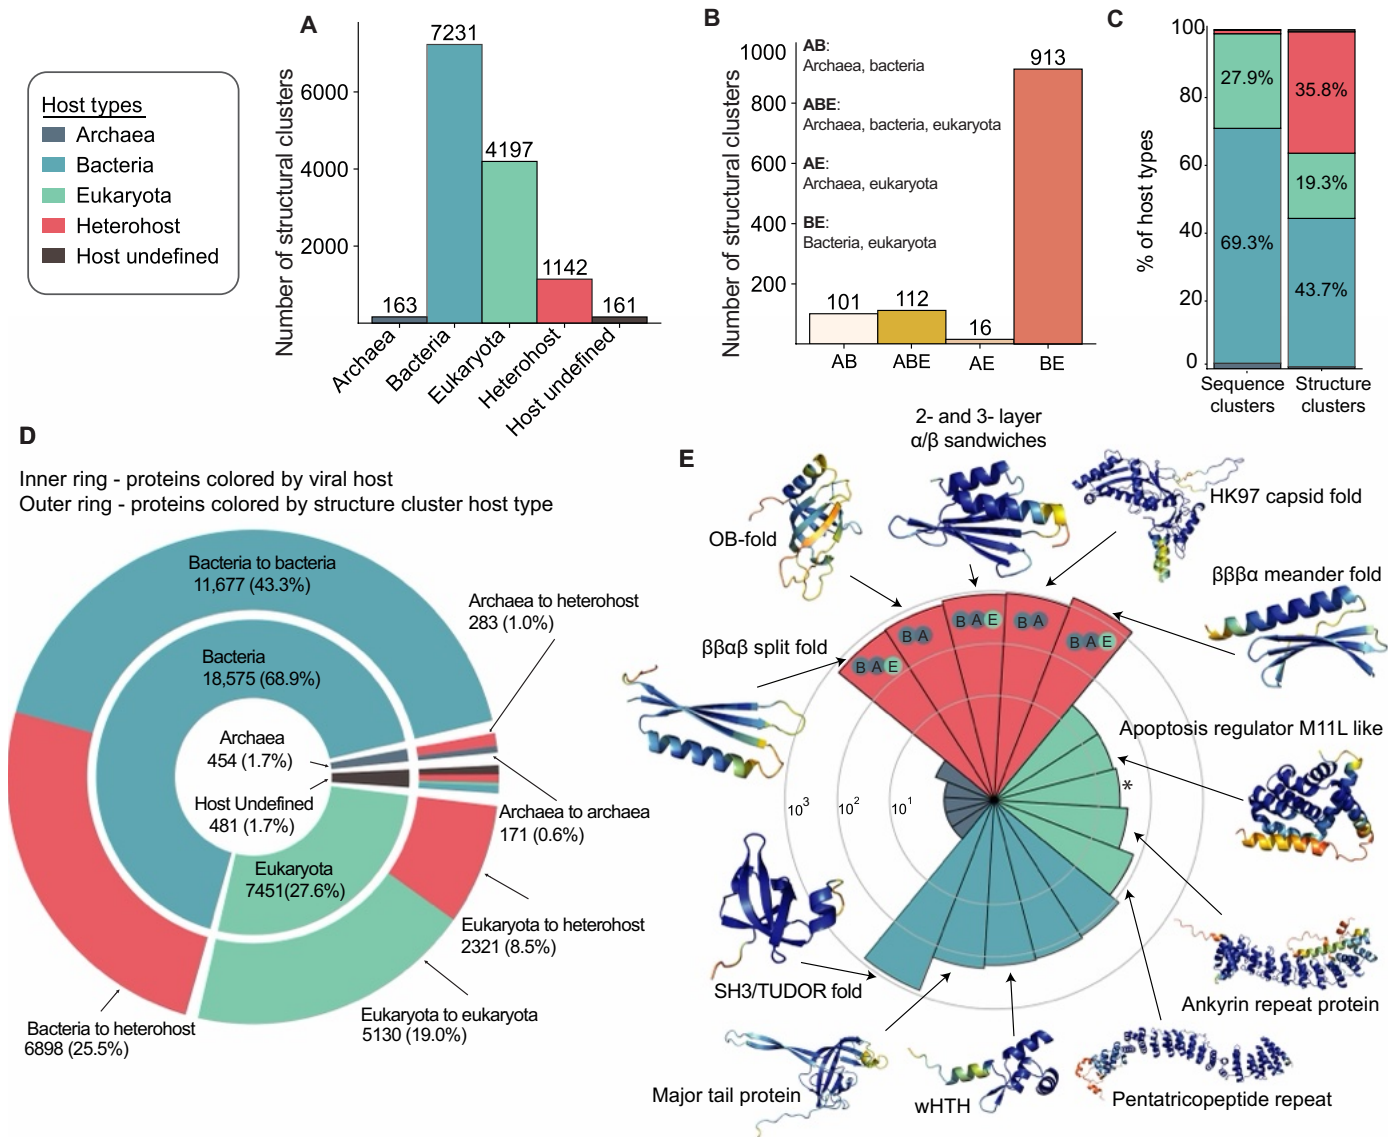 Host types
Archaea
Bacteria
Eukaryota
Heterohost
Host undefined
A
Number of structural clusters
6000
4000
2000
163
7231
4197
1142
161
Archaea
Bacteria
Eukaryota
Heterohost
Host undefined
B
Number of structural clusters
1000
800
600
400
200
AB:
Archaea, bacteria
ABE:
Archaea, bacteria, eukaryota
AE:
Archaea, eukaryota
BE:
Bacteria, eukaryota
101
112
16
913
AB
ABE
AE
BE
C
% of host types
100
80
60
40
20
0
27.9%
69.3%
35.8%
19.3%
43.7%
Sequence
clusters
Structure
clusters
D
Inner ring - proteins colored by viral host
Outer ring - proteins colored by structure cluster host type
Bacteria to bacteria
11,677 (43.3%)
Bacteria
18,575 (68.9%)
Archaea
454 (1.7%)
Host Undefined
481 (1.7%)
Eukaryota
7451(27.6%)
Archaea to heterohost
283 (1.0%)
Archaea to archaea
171 (0.6%)
Eukaryota to heterohost
2321 (8.5%)
Eukaryota to eukaryota
5130 (19.0%)
Bacteria to heterohost
6898 (25.5%)
E
2- and 3- layer
α/β sandwiches
OB-fold
HK97 capsid fold
βββα meander fold
ββαβ split fold
B A E
B A
B A E
B A
B A E
10³
10²
10¹
Apoptosis regulator M11L like
*
SH3/TUDOR fold
Ankyrin repeat protein
Major tail protein
wHTH
Pentatricopeptide repeat